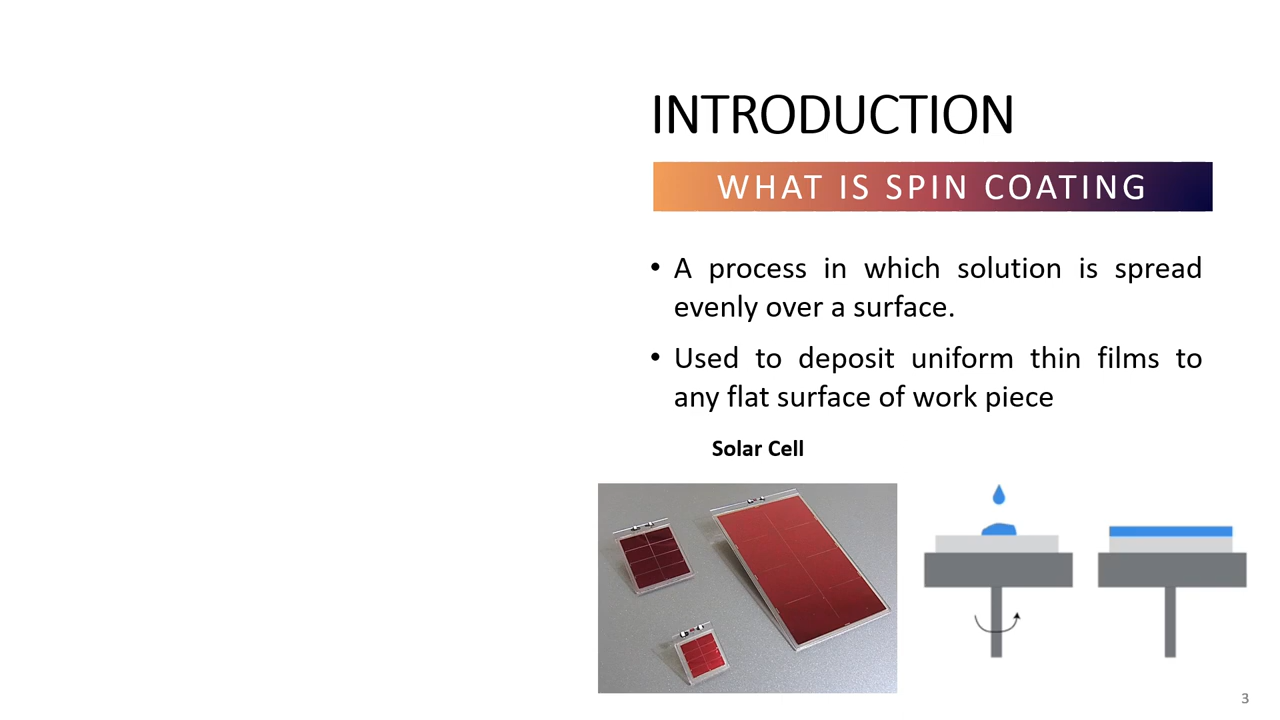 INTRODUCTION
WHAT IS SPIN COATING
• A process in which solution is spread
evenly over a surface.
• Used to deposit uniform thin films to
any flat surface of work piece
Solar Cell
3